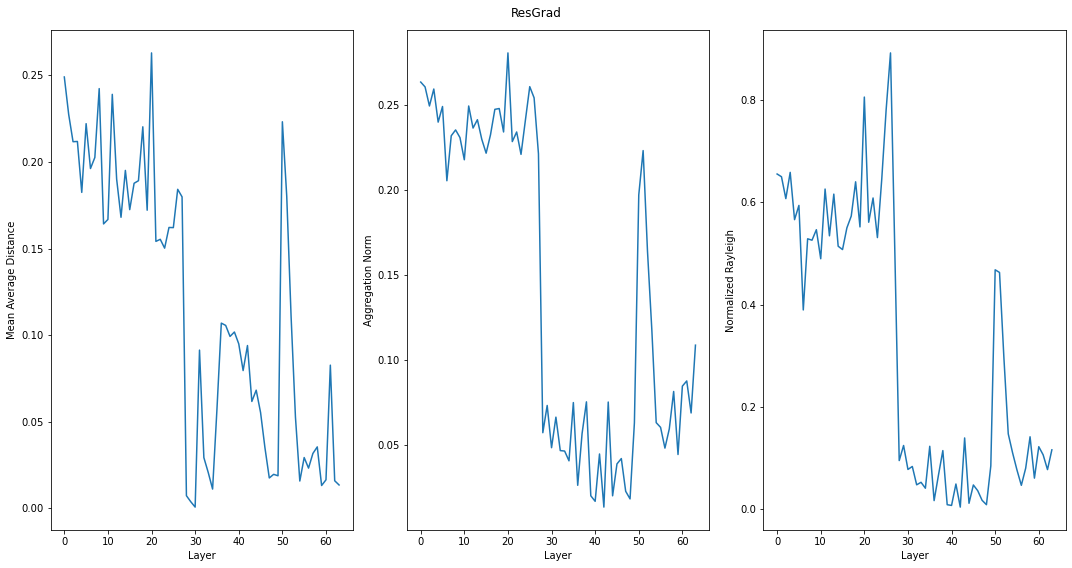 ResGrad
Mean Average Distance
0.25
0.20
0.15
0.10
0.05
0.00
0 10 20 30 40 50 60
Layer
Aggregation Norm
0.25
0.20
0.15
0.10
0.05
0 10 20 30 40 50 60
Layer
Normalized Rayleigh
0.8
0.6
0.4
0.2
0.0
0 10 20 30 40 50 60
Layer